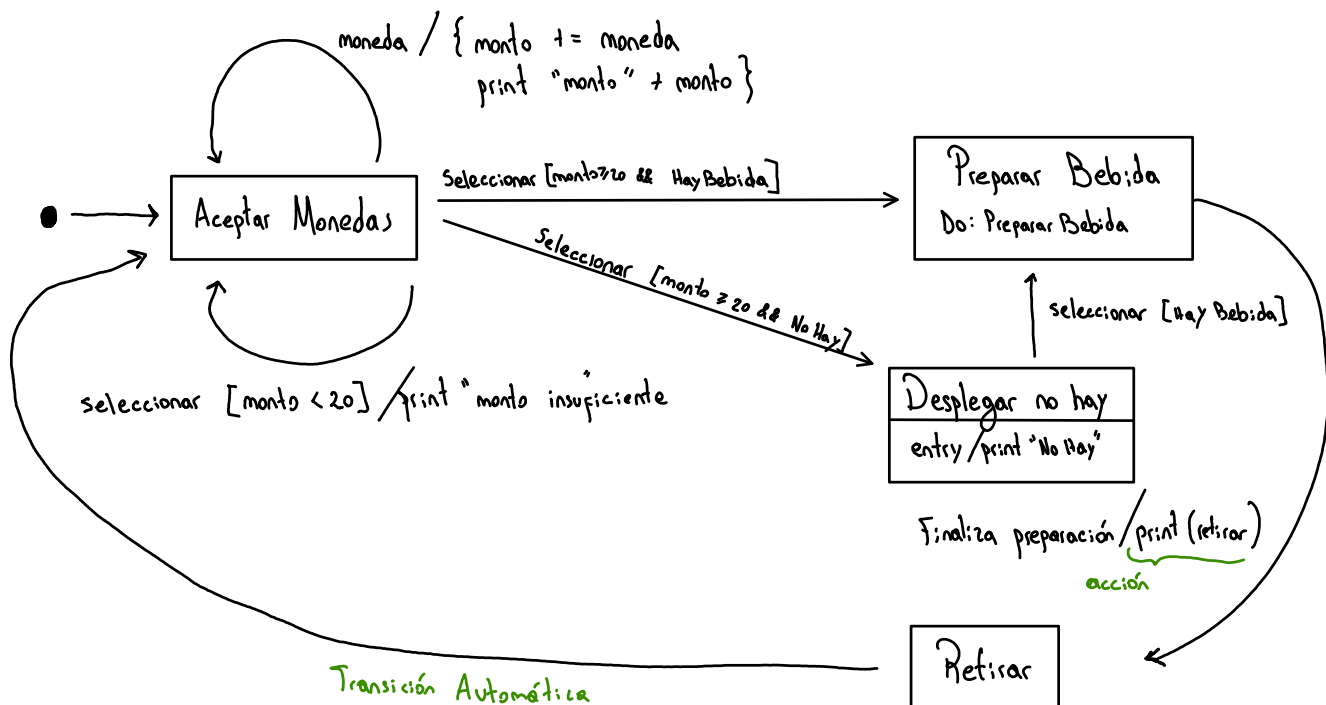 moneda / { monto += moneda
print "monto" + monto }
Seleccionar [monto≥20 && HayBebida]
Preparar Bebida
Do: Preparar Bebida
Aceptar Monedas
Seleccionar [monto ≥ 20 && No Hay]
seleccionar [Hay Bebida]
seleccionar [monto < 20] / print "monto insuficiente"
Desplegar no hay
entry / print "No Hay"
Finaliza preparación / print (retirar)
acción
Retirar
Transición Automática